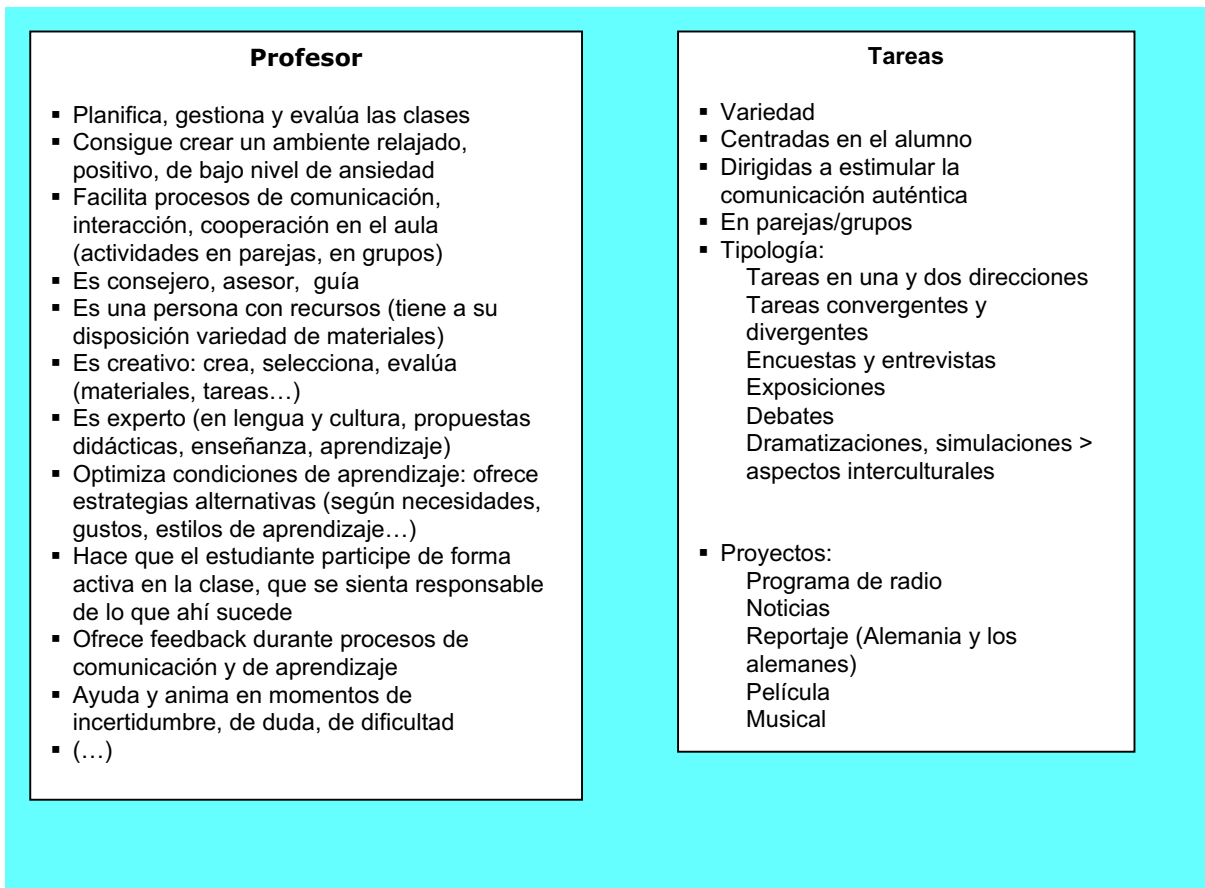 Profesor
▪ Planifica, gestiona y evalúa las clases
▪ Consigue crear un ambiente relajado,
positivo, de bajo nivel de ansiedad
▪ Facilita procesos de comunicación,
interacción, cooperación en el aula
(actividades en parejas, en grupos)
▪ Es consejero, asesor, guía
▪ Es una persona con recursos (tiene a su
disposición variedad de materiales)
▪ Es creativo: crea, selecciona, evalúa
(materiales, tareas…)
▪ Es experto (en lengua y cultura, propuestas
didácticas, enseñanza, aprendizaje)
▪ Optimiza condiciones de aprendizaje: ofrece
estrategias alternativas (según necesidades,
gustos, estilos de aprendizaje…)
▪ Hace que el estudiante participe de forma
activa en la clase, que se sienta responsable
de lo que ahí sucede
▪ Ofrece feedback durante procesos de
comunicación y de aprendizaje
▪ Ayuda y anima en momentos de
incertidumbre, de duda, de dificultad
▪ (…)
Tareas
▪ Variedad
▪ Centradas en el alumno
▪ Dirigidas a estimular la
comunicación auténtica
▪ En parejas/grupos
▪ Tipología:
Tareas en una y dos direcciones
Tareas convergentes y
divergentes
Encuestas y entrevistas
Exposiciones
Debates
Dramatizaciones, simulaciones >
aspectos interculturales
▪ Proyectos:
Programa de radio
Noticias
Reportaje (Alemania y los
alemanes)
Película
Musical